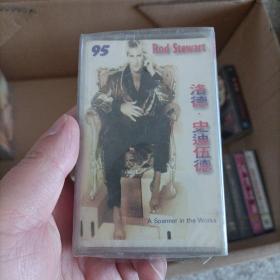 95
Rod Stewart
洛德·史迪伍德
A Spanner in the Works